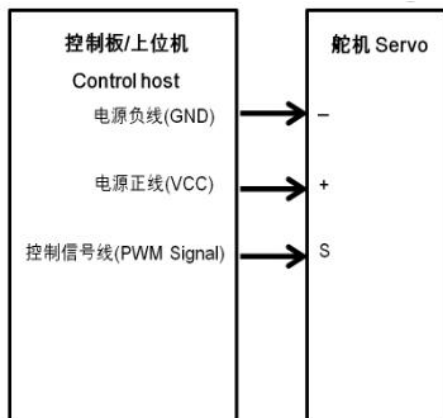 控制板/上位机
Control host
电源负线(GND)
电源正线(VCC)
控制信号线(PWM Signal)
舵机 Servo
–
+
S